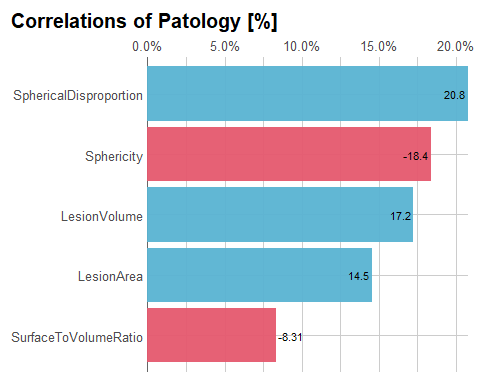 Correlations of Patology [%]
0.0% 5.0% 10.0% 15.0% 20.0%
SphericalDisproportion 20.8
Sphericity -18.4
LesionVolume 17.2
LesionArea 14.5
SurfaceToVolumeRatio -8.31